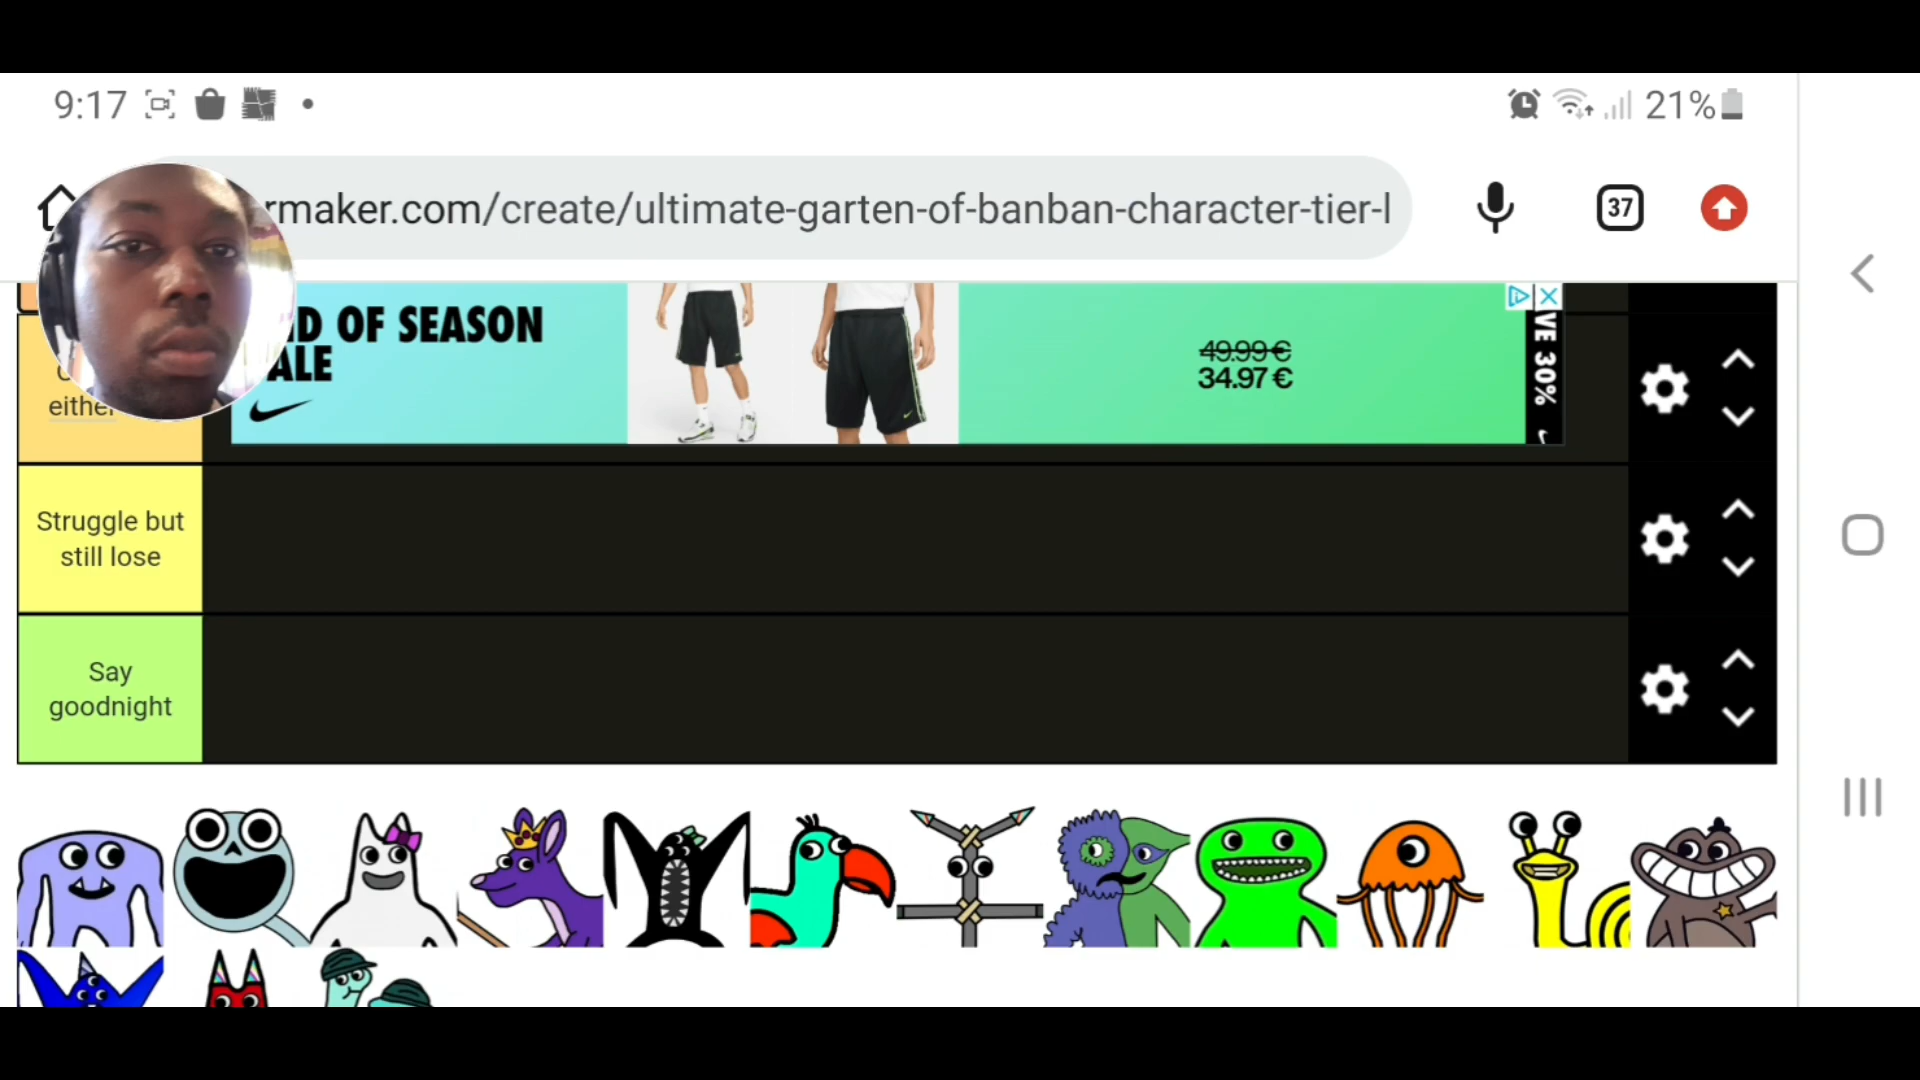 9:17
21%
rmaker.com/create/ultimate-garten-of-banban-character-tier-l
37
D OF SEASON
ALE
49.99 €
34.97 €
VE 30%
either
Struggle but
still lose
Say
goodnight